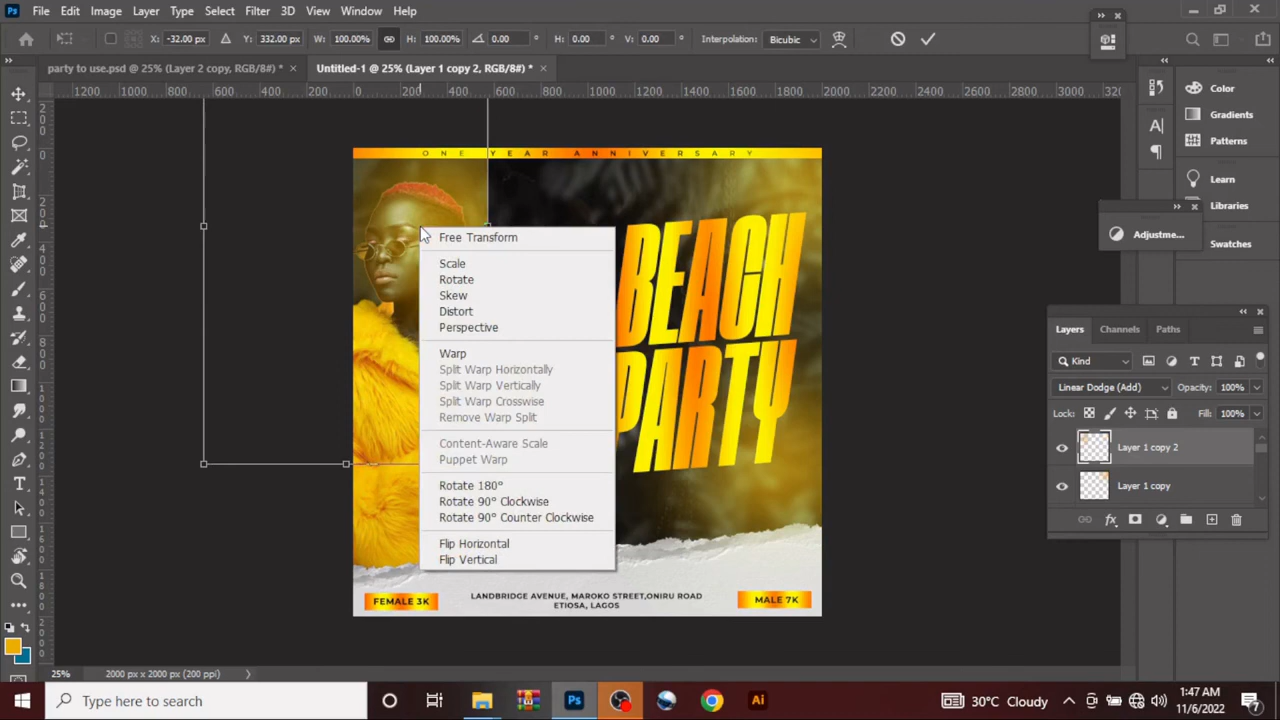 Ps File Edit Image Layer Type Select Filter 3D View Window Help
X: -32.00 px Y: 332.00 px W: 100.00% H: 100.00% 0.00 ° H: 0.00 ° V: 0.00 ° Interpolation: Bicubic
party to use.psd @ 25% (Layer 2 copy, RGB/8#) * × Untitled-1 @ 25% (Layer 1 copy 2, RGB/8#) * ×
1200 1000 800 600 400 200 0 200 400 600 800 1000 1200 1400 1600 1800 2000 2200 2400 2600 2800 3000
ONE YEAR ANNIVERSARY
BEACH
PARTY
FEMALE 3K
LANDBRIDGE AVENUE, MAROKO STREET,ONIRU ROAD
ETIOSA, LAGOS
MALE 7K
Free Transform
Scale
Rotate
Skew
Distort
Perspective
Warp
Split Warp Horizontally
Split Warp Vertically
Split Warp Crosswise
Remove Warp Split
Content-Aware Scale
Puppet Warp
Rotate 180°
Rotate 90° Clockwise
Rotate 90° Counter Clockwise
Flip Horizontal
Flip Vertical
Color
Gradients
Patterns
Learn
Libraries
Adjustme...
Swatches
Layers Channels Paths
Kind
Linear Dodge (Add) Opacity: 100%
Lock: Fill: 100%
Layer 1 copy 2
Layer 1 copy
25% 2000 px x 2000 px (200 ppi)
Type here to search
Ps
Ai
30°C Cloudy
1:47 AM
11/6/2022
7